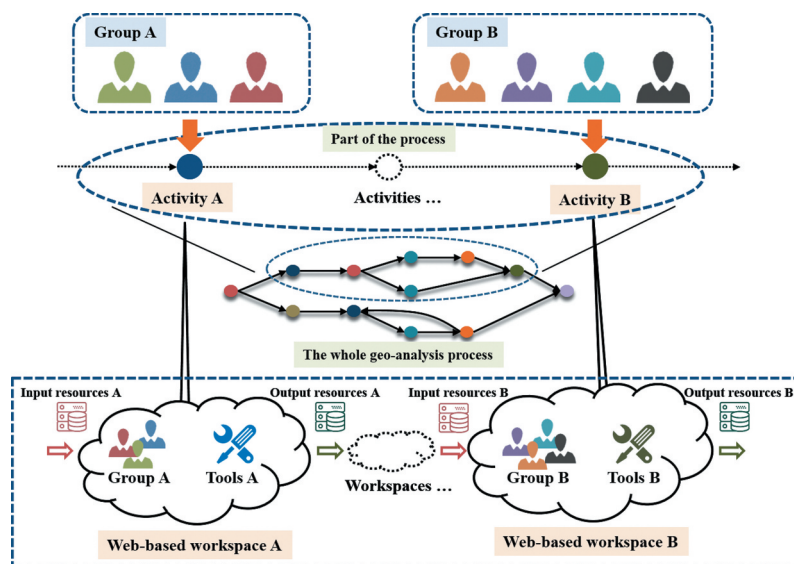 Group A
Group B
Part of the process
Activity A
Activities ...
Activity B
The whole geo-analysis process
Input resources A
Output resources A
Input resources B
Output resources B
Group A
Tools A
Workspaces ...
Group B
Tools B
Web-based workspace A
Web-based workspace B